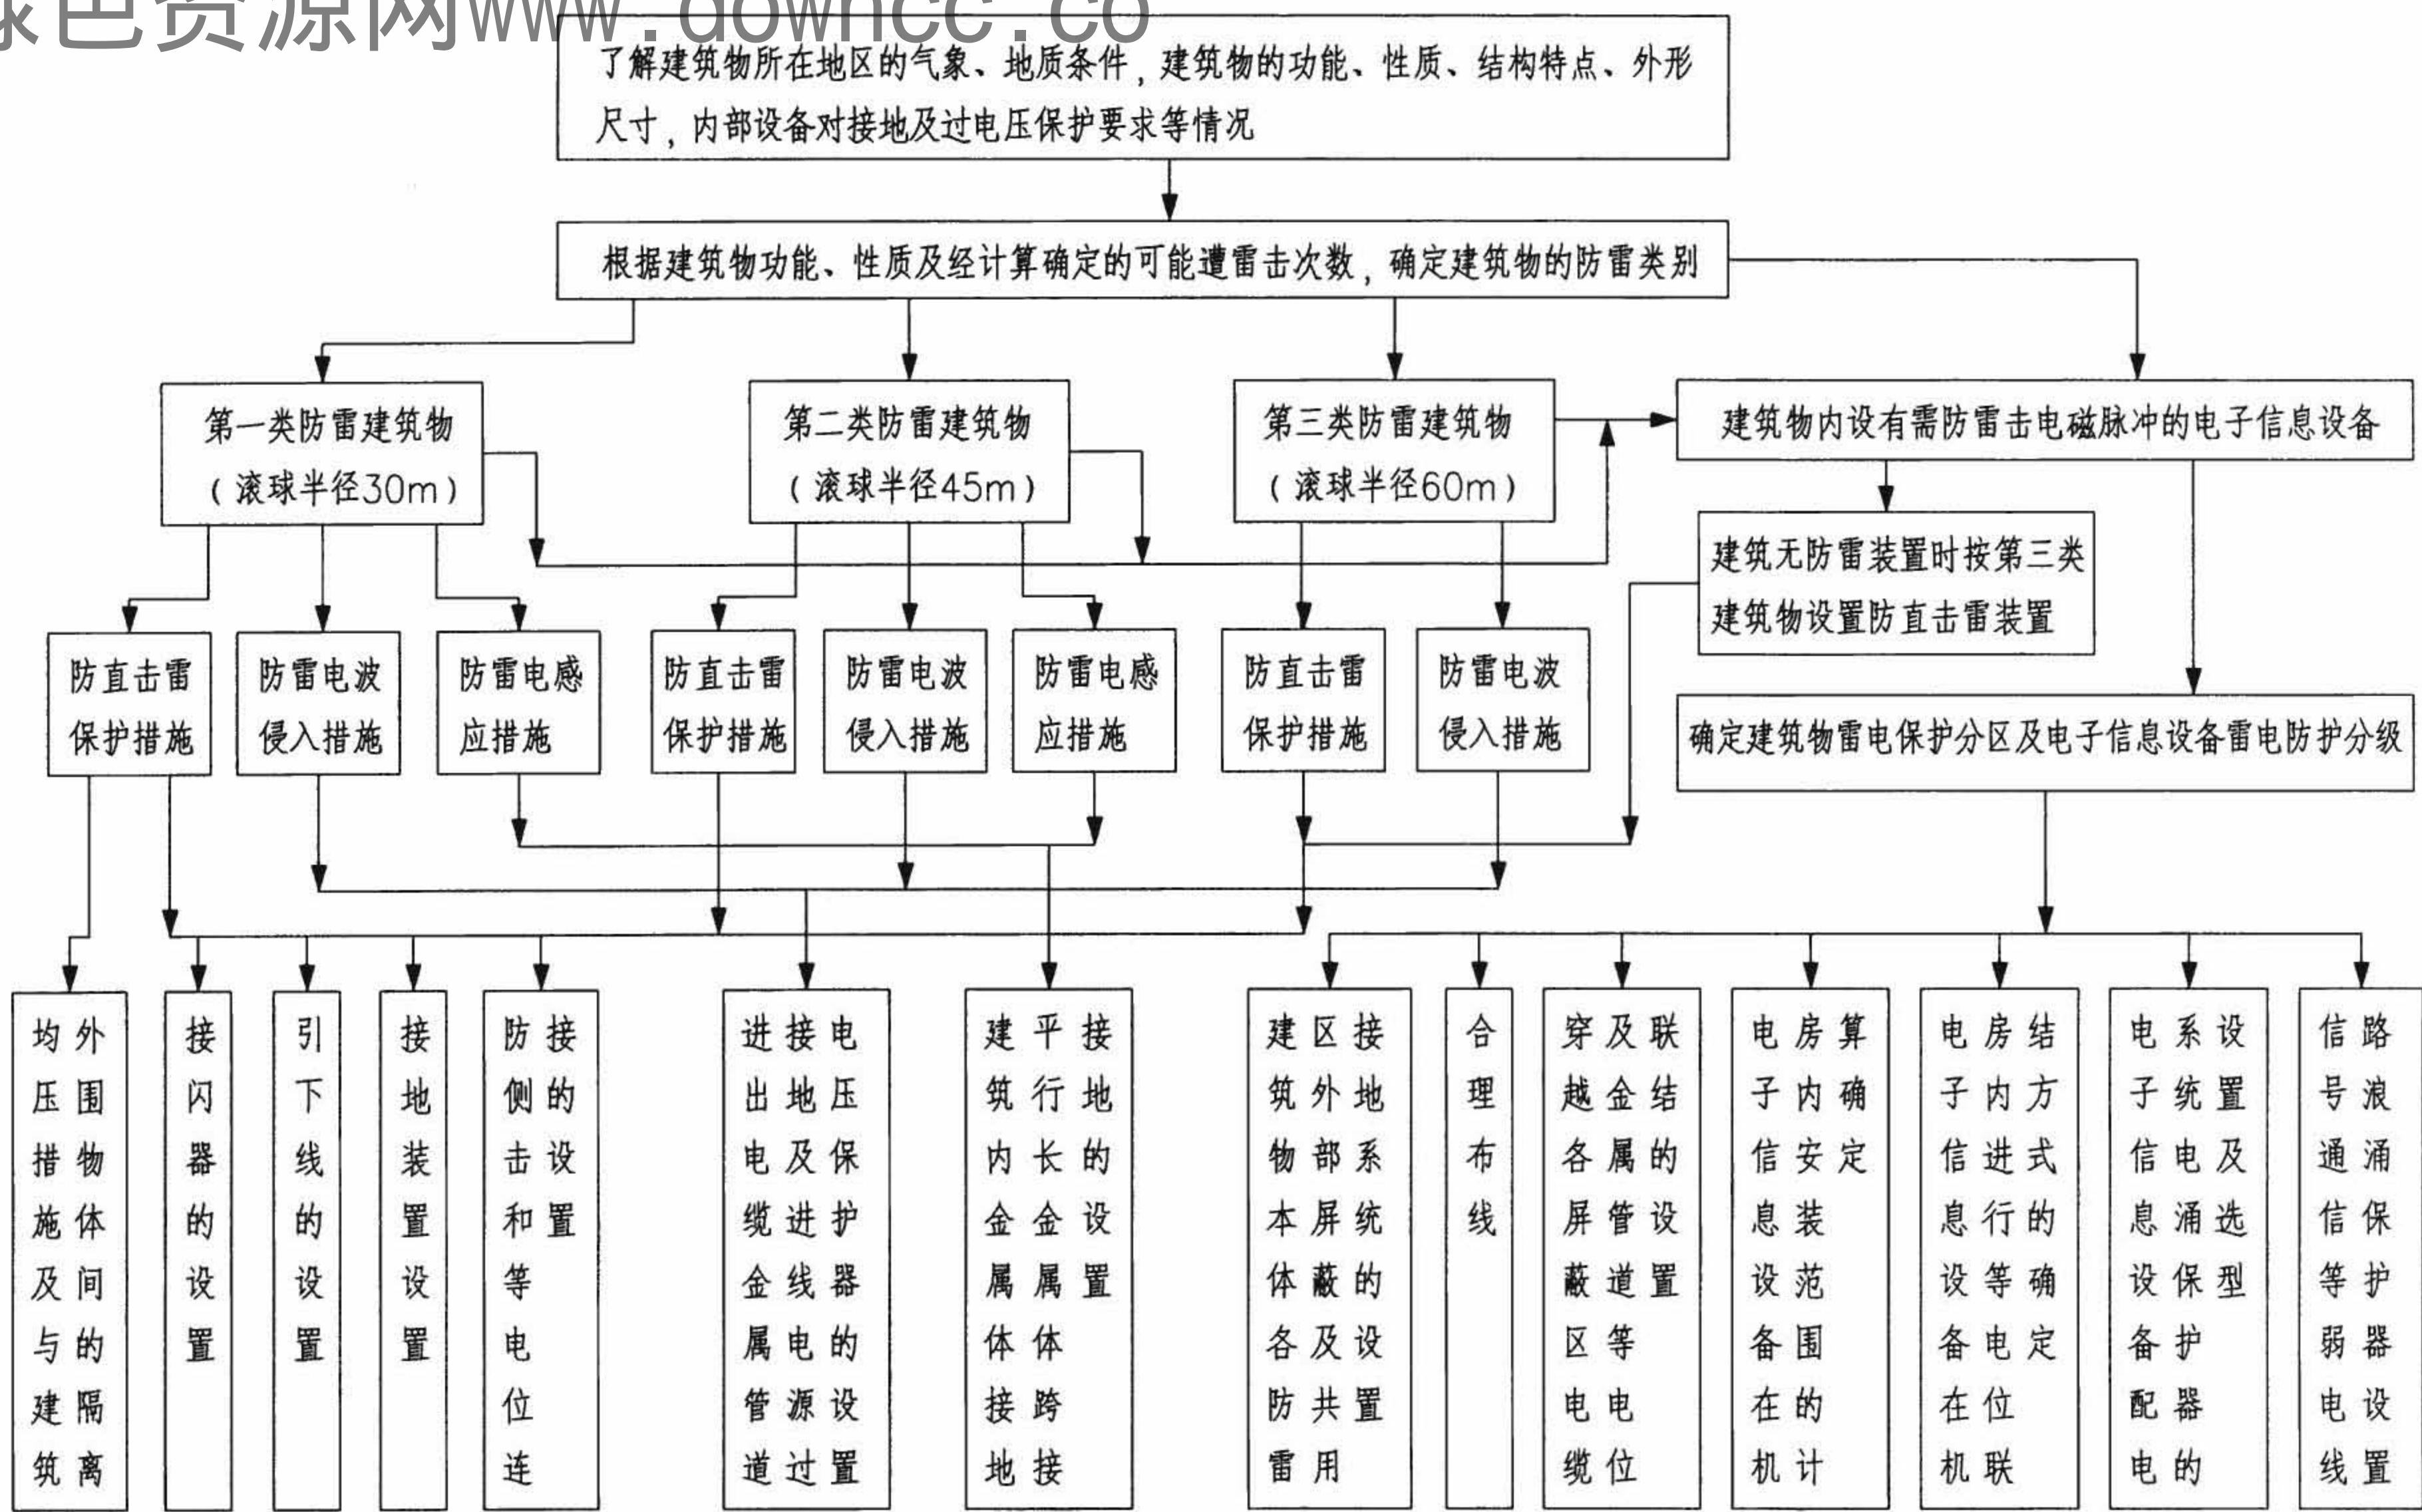 绿色资源网www.downcc.co
了解建筑物所在地区的气象、地质条件，建筑物的功能、性质、结构特点、外形
尺寸，内部设备对接地及过电压保护要求等情况
根据建筑物功能、性质及经计算确定的可能遭雷击次数，确定建筑物的防雷类别
第一类防雷建筑物
（滚球半径30m）
第二类防雷建筑物
（滚球半径45m）
第三类防雷建筑物
（滚球半径60m）
建筑物内设有需防雷击电磁脉冲的电子信息设备
建筑无防雷装置时按第三类
建筑物设置防直击雷装置
防直击雷
保护措施
防雷电波
侵入措施
防雷电感
应措施
防直击雷
保护措施
防雷电波
侵入措施
防雷电感
应措施
防直击雷
保护措施
防雷电波
侵入措施
确定建筑物雷电保护分区及电子信息设备雷电防护分级
均压措施及与建筑
外围物体间的隔离
接闪器的设置
引下线的设置
接地装置设置
防侧击和等电位连
接的设置
进出电缆金属管道
接地及进线电源过
电压保护器的设置
建筑内金属体接地
平行长金属体跨接
接地的设置
建筑物本体各防雷
区外部屏蔽及共用
接地系统的设置
合理布线
穿越各屏蔽区电缆
及金属管道等电位
联结的设置
电子信息设备在机
房内安装范围的计
算确定
电子信息设备在机
房内进行等电位联
结方式的确定
电子信息设备配电
系统电涌保护器的
设置及选型
信号通信等弱电线
路浪涌保护器设置